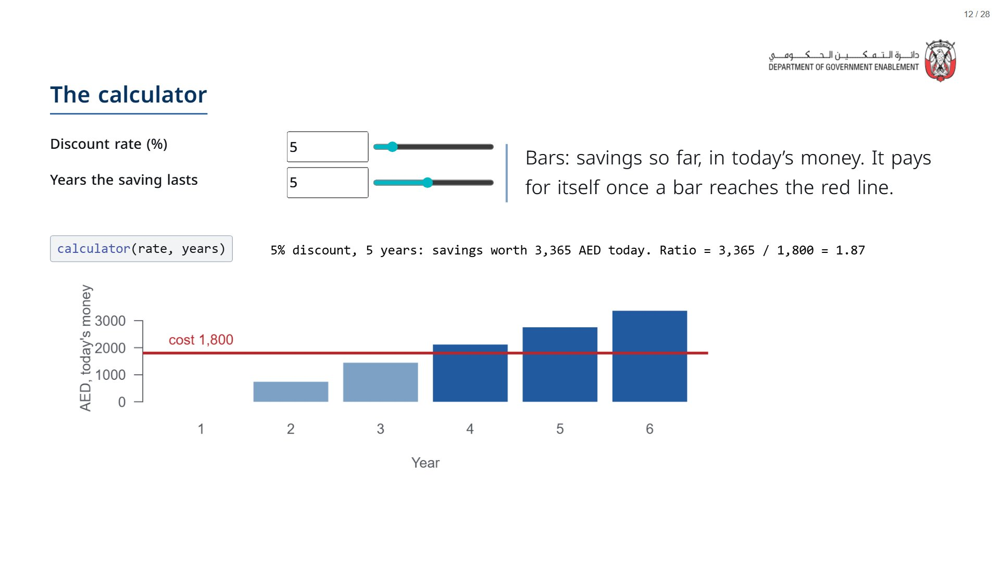 12 / 28
دائرة التمكين الحكومي
DEPARTMENT OF GOVERNMENT ENABLEMENT
The calculator
Discount rate (%)
5
Years the saving lasts
5
Bars: savings so far, in today’s money. It pays
for itself once a bar reaches the red line.
calculator(rate, years)
5% discount, 5 years: savings worth 3,365 AED today. Ratio = 3,365 / 1,800 = 1.87
AED, today's money
3000
2000
1000
0
cost 1,800
1 2 3 4 5 6
Year